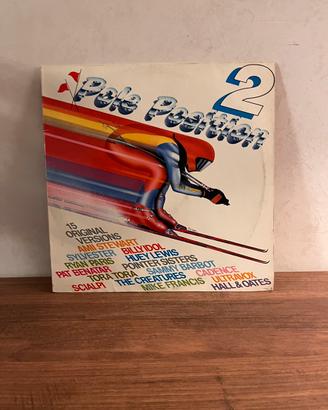 Pole Position 2
15
ORIGINAL
VERSIONS
AMII STEWART
SYLVESTER BILLY IDOL
RYAN PARIS HUEY LEWIS
PAT BENATAR POINTER SISTERS
TORA TORA SAMMY BARBOT
SCIALPI THE CREATURES CADENCE
MIKE FRANCIS ULTRAVOX
HALL & OATES